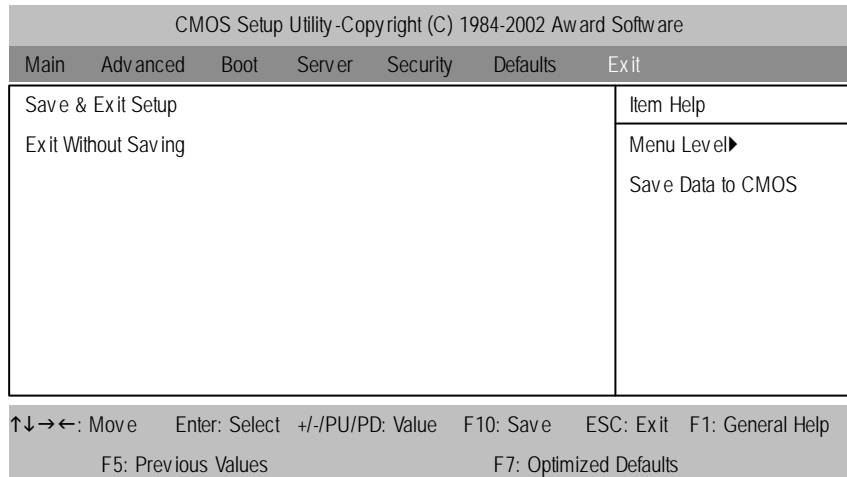 CMOS Setup Utility-Copyright (C) 1984-2002 Award Software
Main Advanced Boot Server Security Defaults Exit
Save & Exit Setup
Exit Without Saving
Item Help
Menu Level▶
Save Data to CMOS
↑↓→←: Move Enter: Select +/-/PU/PD: Value F10: Save ESC: Exit F1: General Help
F5: Previous Values F7: Optimized Defaults